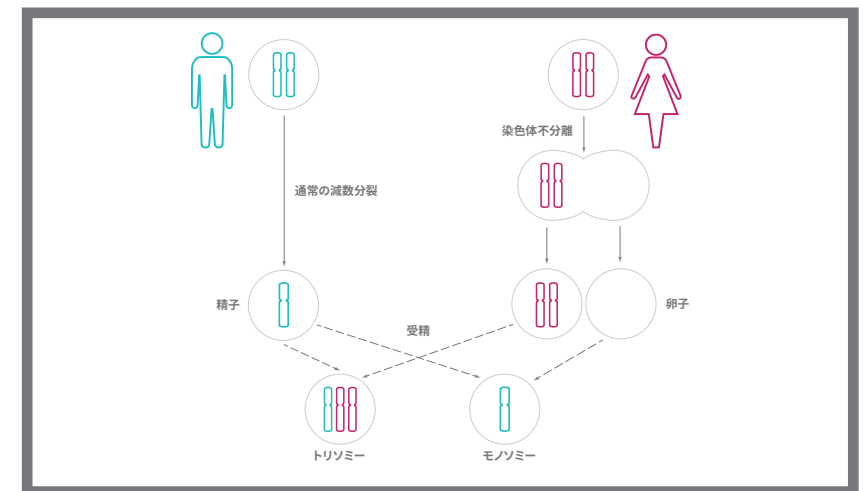 染色体不分離
通常の減数分裂
精子
卵子
受精
トリソミー
モノソミー